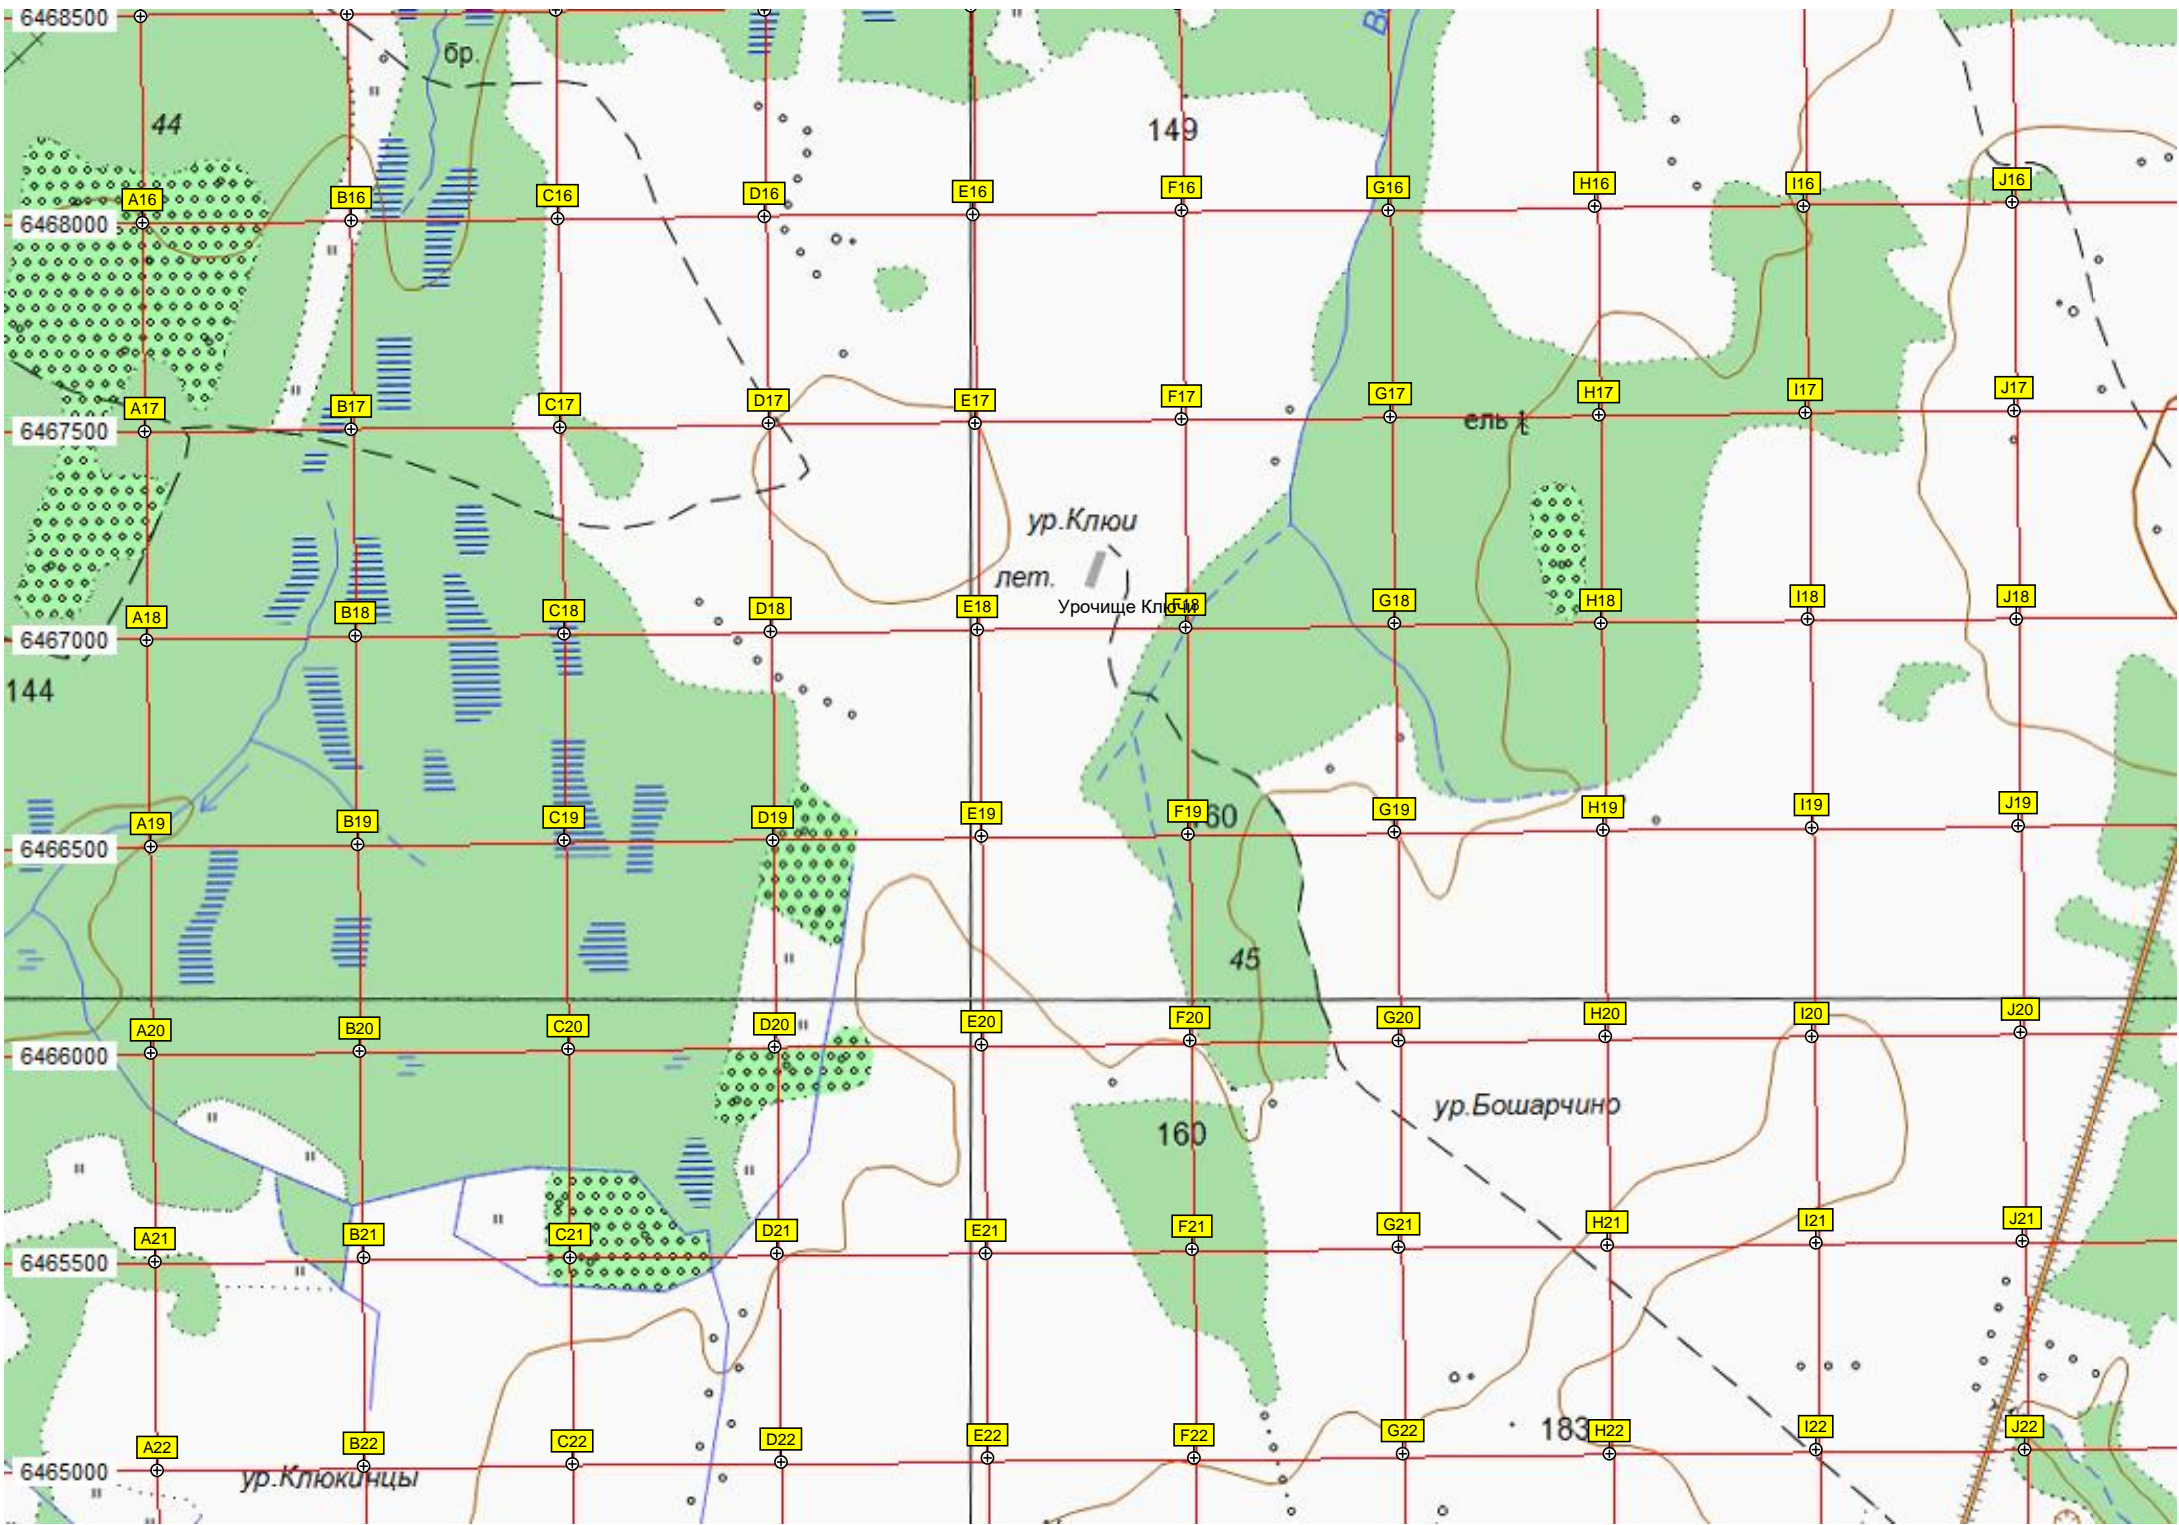 6468500
бр.
44
149
A16 B16 C16 D16 E16 F16 G16 H16 I16 J16
6468000
A17 B17 C17 D17 E17 F17 G17 H17 I17 J17
6467500
ель
ур.Клюи
лет.
Урочище Ключи
A18 B18 C18 D18 E18 F18 G18 H18 I18 J18
6467000
144
A19 B19 C19 D19 E19 F19 G19 H19 I19 J19
160
6466500
45
A20 B20 C20 D20 E20 F20 G20 H20 I20 J20
6466000
ур.Бошарчино
160
A21 B21 C21 D21 E21 F21 G21 H21 I21 J21
6465500
183
A22 B22 C22 D22 E22 F22 G22 H22 I22 J22
6465000
ур.Клюкинцы